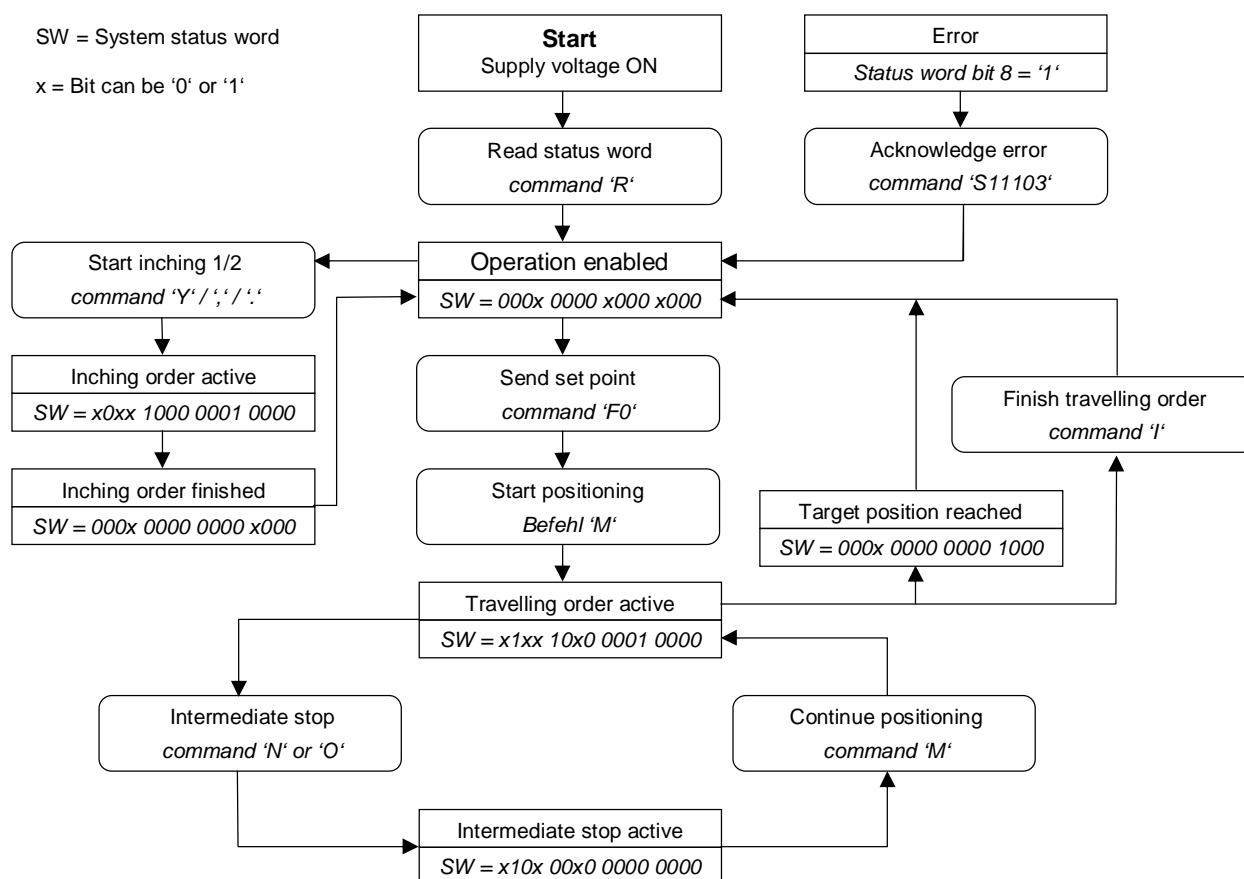 SW = System status word
x = Bit can be ‘0‘ or ‘1‘
Start
Supply voltage ON
Error
Status word bit 8 = ‘1‘
Read status word
command ‘R‘
Acknowledge error
command ‘S11103‘
Start inching 1/2
command ‘Y‘ / ‘,‘ / ‘.‘
Operation enabled
SW = 000x 0000 x000 x000
Inching order active
SW = x0xx 1000 0001 0000
Send set point
command ‘F0‘
Finish travelling order
command ‘I‘
Inching order finished
SW = 000x 0000 0000 x000
Start positioning
Befehl ‘M‘
Target position reached
SW = 000x 0000 0000 1000
Travelling order active
SW = x1xx 10x0 0001 0000
Intermediate stop
command ‘N‘ or ‘O‘
Continue positioning
command ‘M‘
Intermediate stop active
SW = x10x 00x0 0000 0000